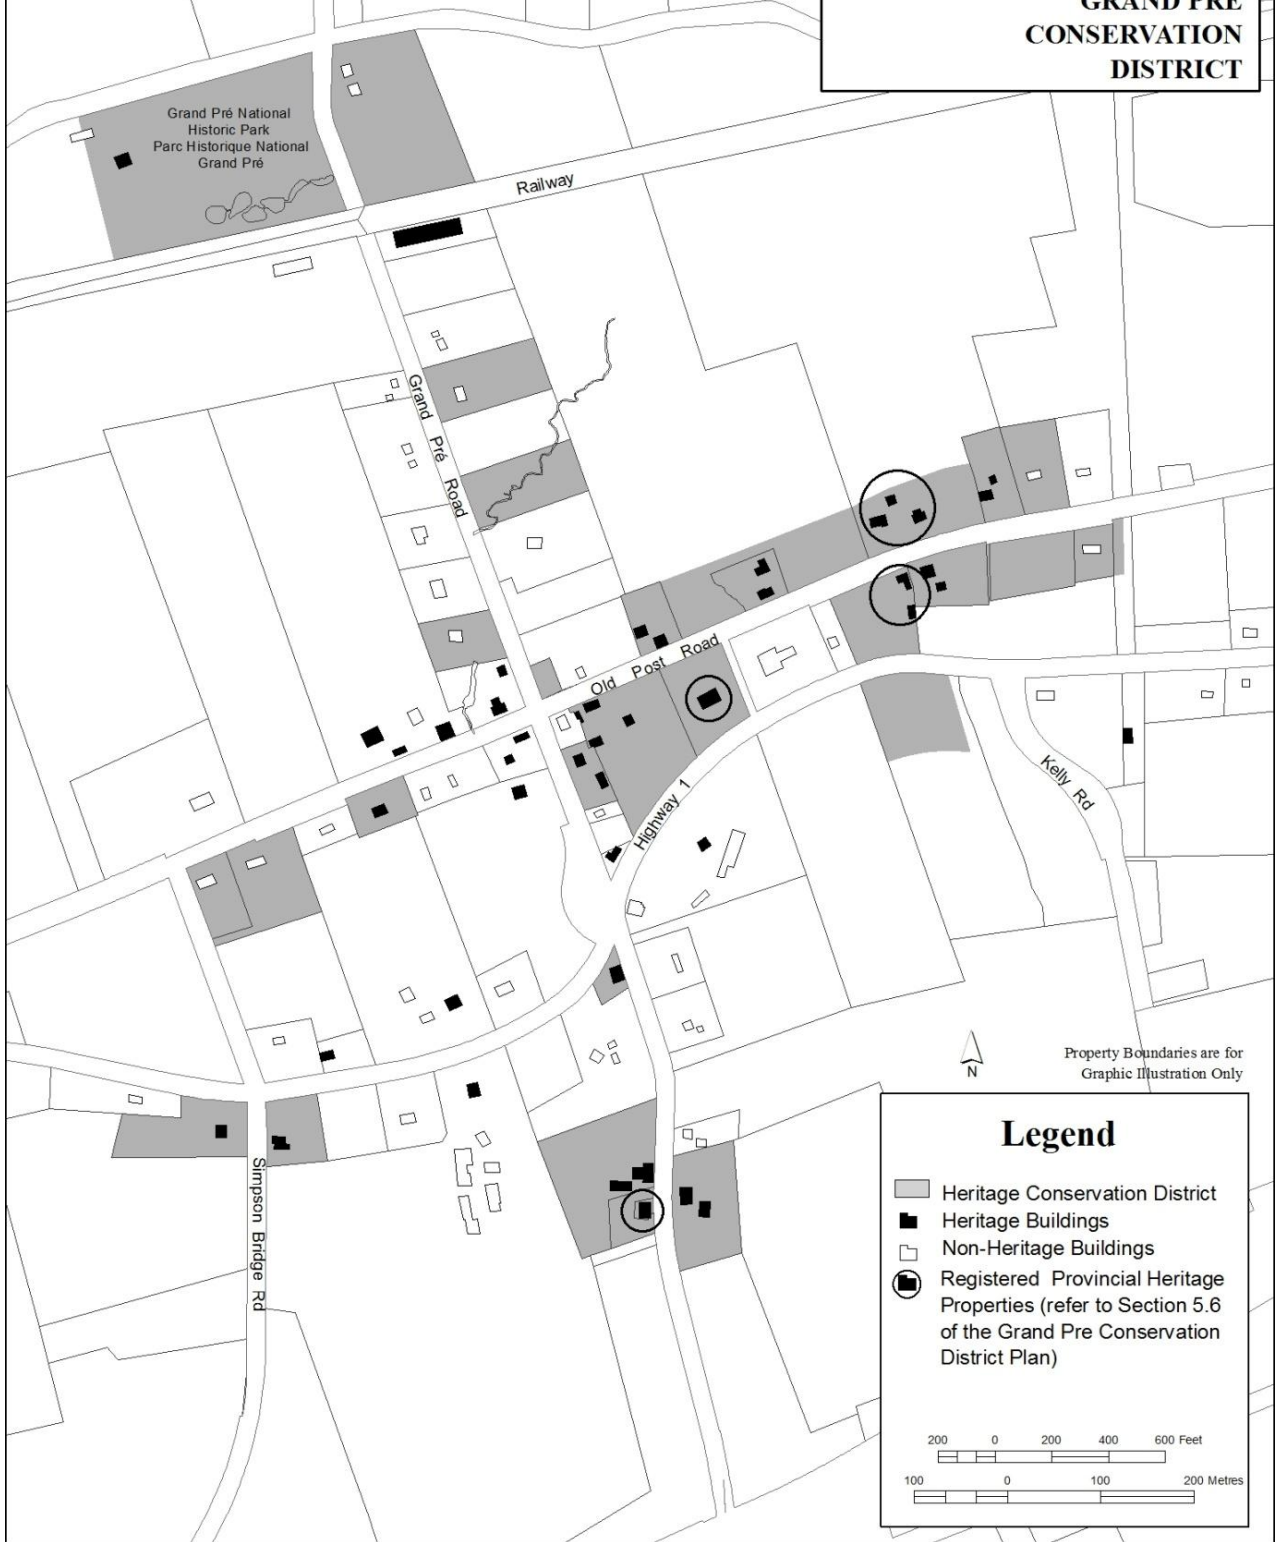 GRAND PRE
CONSERVATION
DISTRICT
Grand Pré National
Historic Park
Parc Historique National
Grand Pré
Railway
Grand Pré Road
Old Post Road
Highway 1
Kelly Rd
Simpson Bridge Rd
N
Property Boundaries are for
Graphic Illustration Only
Legend
Heritage Conservation District
Heritage Buildings
Non-Heritage Buildings
Registered Provincial Heritage
Properties (refer to Section 5.6
of the Grand Pre Conservation
District Plan)
200 0 200 400 600 Feet
100 0 100 200 Metres